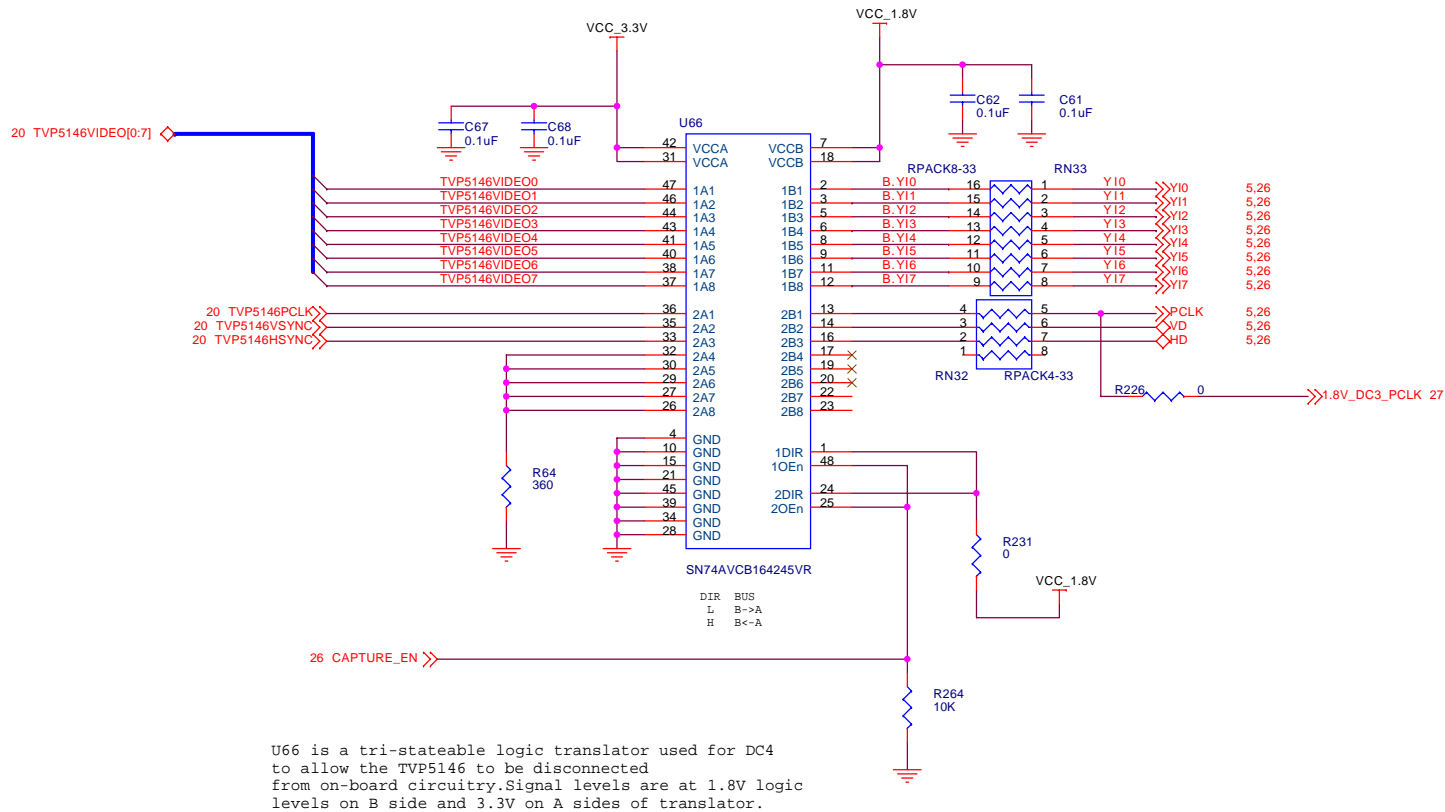 VCC_1.8V
VCC_3.3V
C62
0.1uF
C61
0.1uF
C67
0.1uF
C68
0.1uF
20 TVP5146VIDEO[0:7]
U66
42 VCCA VCCB 7
31 VCCA VCCB 18
RPACK8-33 RN33
TVP5146VIDEO0 47 1A1 1B1 2 B.YI0 16 1 YI0 YI0 5,26
TVP5146VIDEO1 46 1A2 1B2 3 B.YI1 15 2 YI1 YI1 5,26
TVP5146VIDEO2 44 1A3 1B3 5 B.YI2 14 3 YI2 YI2 5,26
TVP5146VIDEO3 43 1A4 1B4 6 B.YI3 13 4 YI3 YI3 5,26
TVP5146VIDEO4 41 1A5 1B5 8 B.YI4 12 5 YI4 YI4 5,26
TVP5146VIDEO5 40 1A6 1B6 9 B.YI5 11 6 YI5 YI5 5,26
TVP5146VIDEO6 38 1A7 1B7 11 B.YI6 10 7 YI6 YI6 5,26
TVP5146VIDEO7 37 1A8 1B8 12 B.YI7 9 8 YI7 YI7 5,26
20 TVP5146PCLK 36 2A1 2B1 13 4 5 PCLK 5,26
20 TVP5146VSYNC 35 2A2 2B2 14 3 6 VD 5,26
20 TVP5146HSYNC 33 2A3 2B3 16 2 7 HD 5,26
32 2A4 2B4 17 1 8
30 2A5 2B5 19
29 2A6 2B6 20
27 2A7 2B7 22
26 2A8 2B8 23
RN32 RPACK4-33
R226 0 1.8V_DC3_PCLK 27
4 GND 1DIR 1
10 GND 1OEn 48
15 GND
21 GND 2DIR 24
45 GND 2OEn 25
39 GND
34 GND
28 GND
R64
360
R231
0
VCC_1.8V
SN74AVCB164245VR
DIR BUS
L B->A
H B<-A
26 CAPTURE_EN
R264
10K
U66 is a tri-stateable logic translator used for DC4
to allow the TVP5146 to be disconnected
from on-board circuitry.Signal levels are at 1.8V logic
levels on B side and 3.3V on A sides of translator.